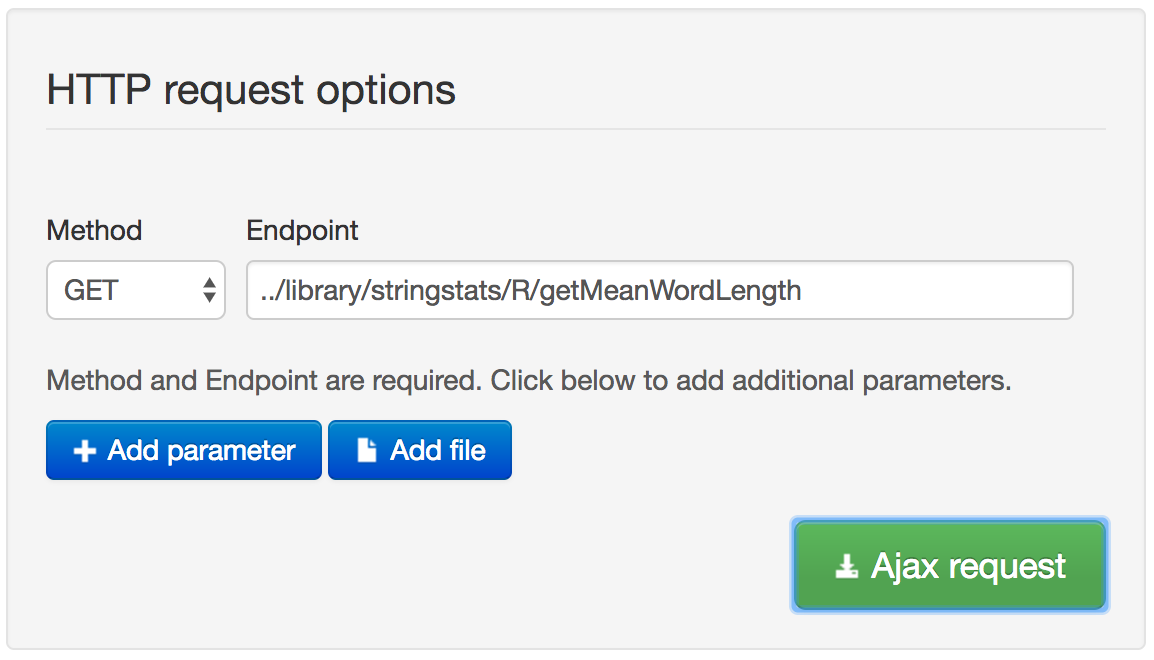 HTTP request options
Method Endpoint
GET ../library/stringstats/R/getMeanWordLength
Method and Endpoint are required. Click below to add additional parameters.
Add parameter Add file
Ajax request